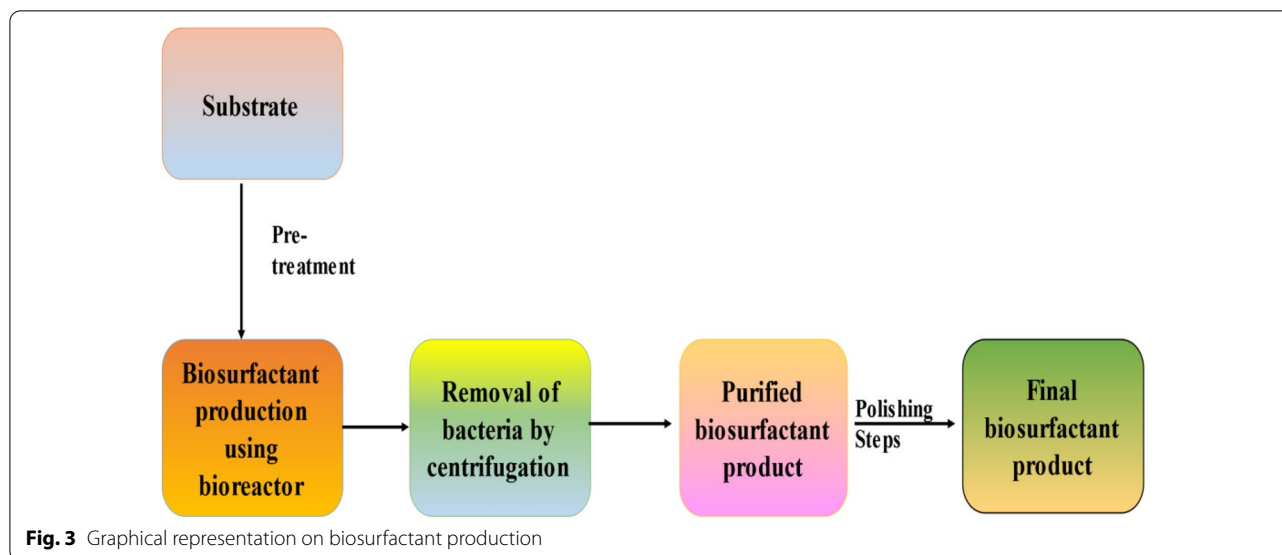 Substrate
Pre-
treatment
Biosurfactant
production
using
bioreactor
Removal of
bacteria by
centrifugation
Purified
biosurfactant
product
Polishing
Steps
Final
biosurfactant
product
Fig. 3 Graphical representation on biosurfactant production